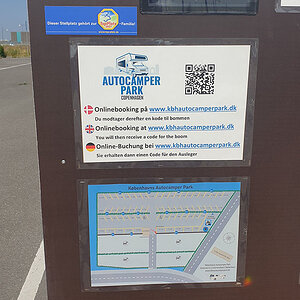 Dieser Stellplatz gehört zur
Familie!
AUTOCAMPER
PARK
COPENHAGEN
Onlinebooking på www.kbhautocamperpark.dk
Du modtager derefter en kode til bommen
Onlinebooking at www.kbhautocamperpark.dk
You will then receive a code for the boom
Online-Buchung bei www.kbhautocamperpark.dk
Sie erhalten dann einen Code für den Ausleger
Københavns Autocamper Park